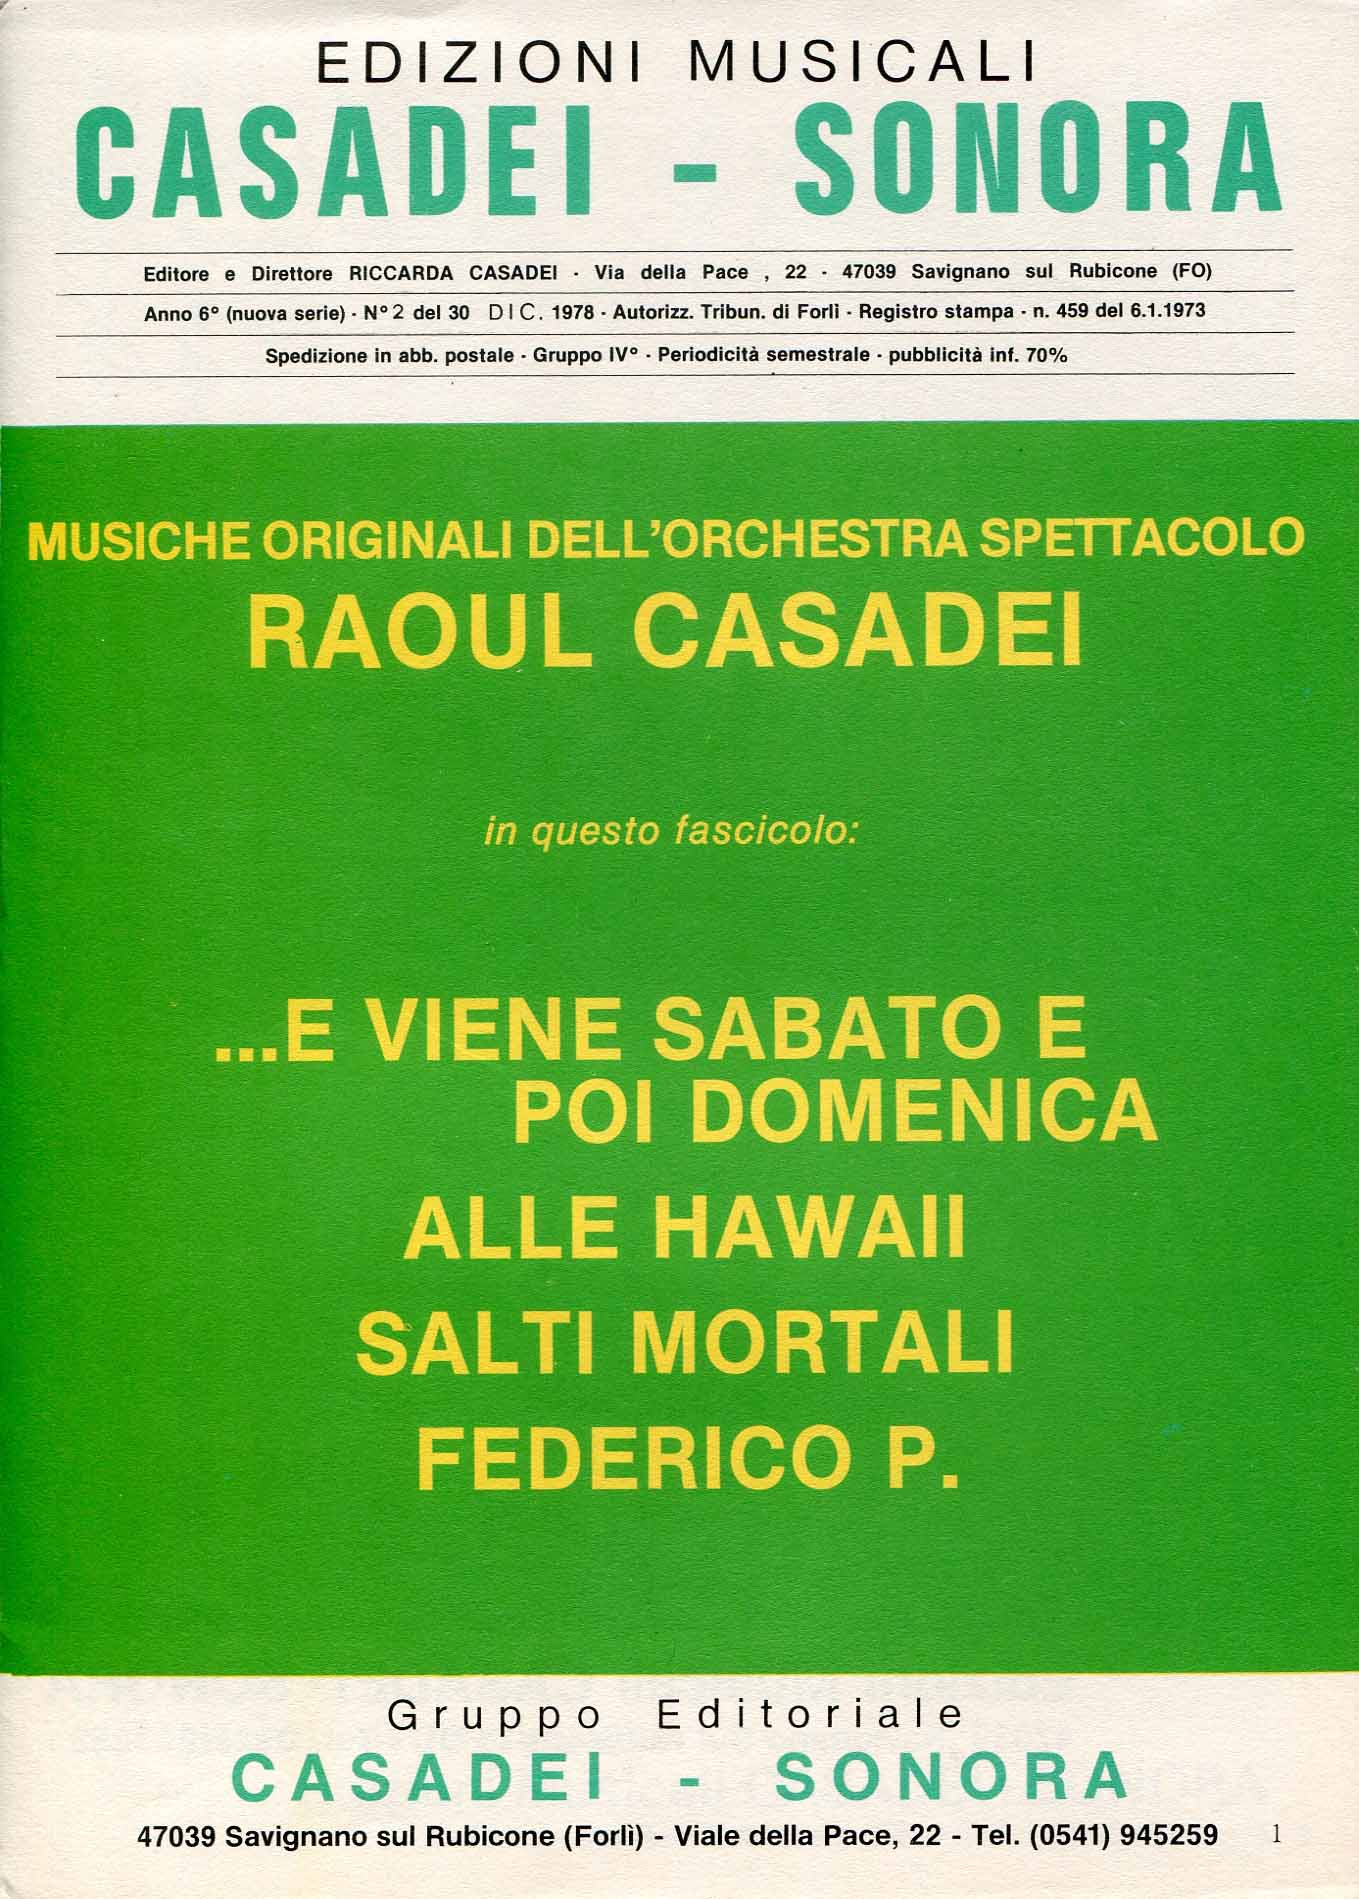 EDIZIONI MUSICALI
CASADEI - SONORA
Editore e Direttore RICCARDA CASADEI - Via della Pace , 22 - 47039 Savignano sul Rubicone (FO)
Anno 6° (nuova serie) - N° 2 del 30 DIC. 1978 - Autorizz. Tribun. di Forlì - Registro stampa - n. 459 del 6.1.1973
Spedizione in abb. postale - Gruppo IV° - Periodicità semestrale - pubblicità inf. 70%
MUSICHE ORIGINALI DELL'ORCHESTRA SPETTACOLO
RAOUL CASADEI
in questo fascicolo:
...E VIENE SABATO E
POI DOMENICA
ALLE HAWAII
SALTI MORTALI
FEDERICO P.
Gruppo Editoriale
CASADEI - SONORA
47039 Savignano sul Rubicone (Forlì) - Viale della Pace, 22 - Tel. (0541) 945259 1